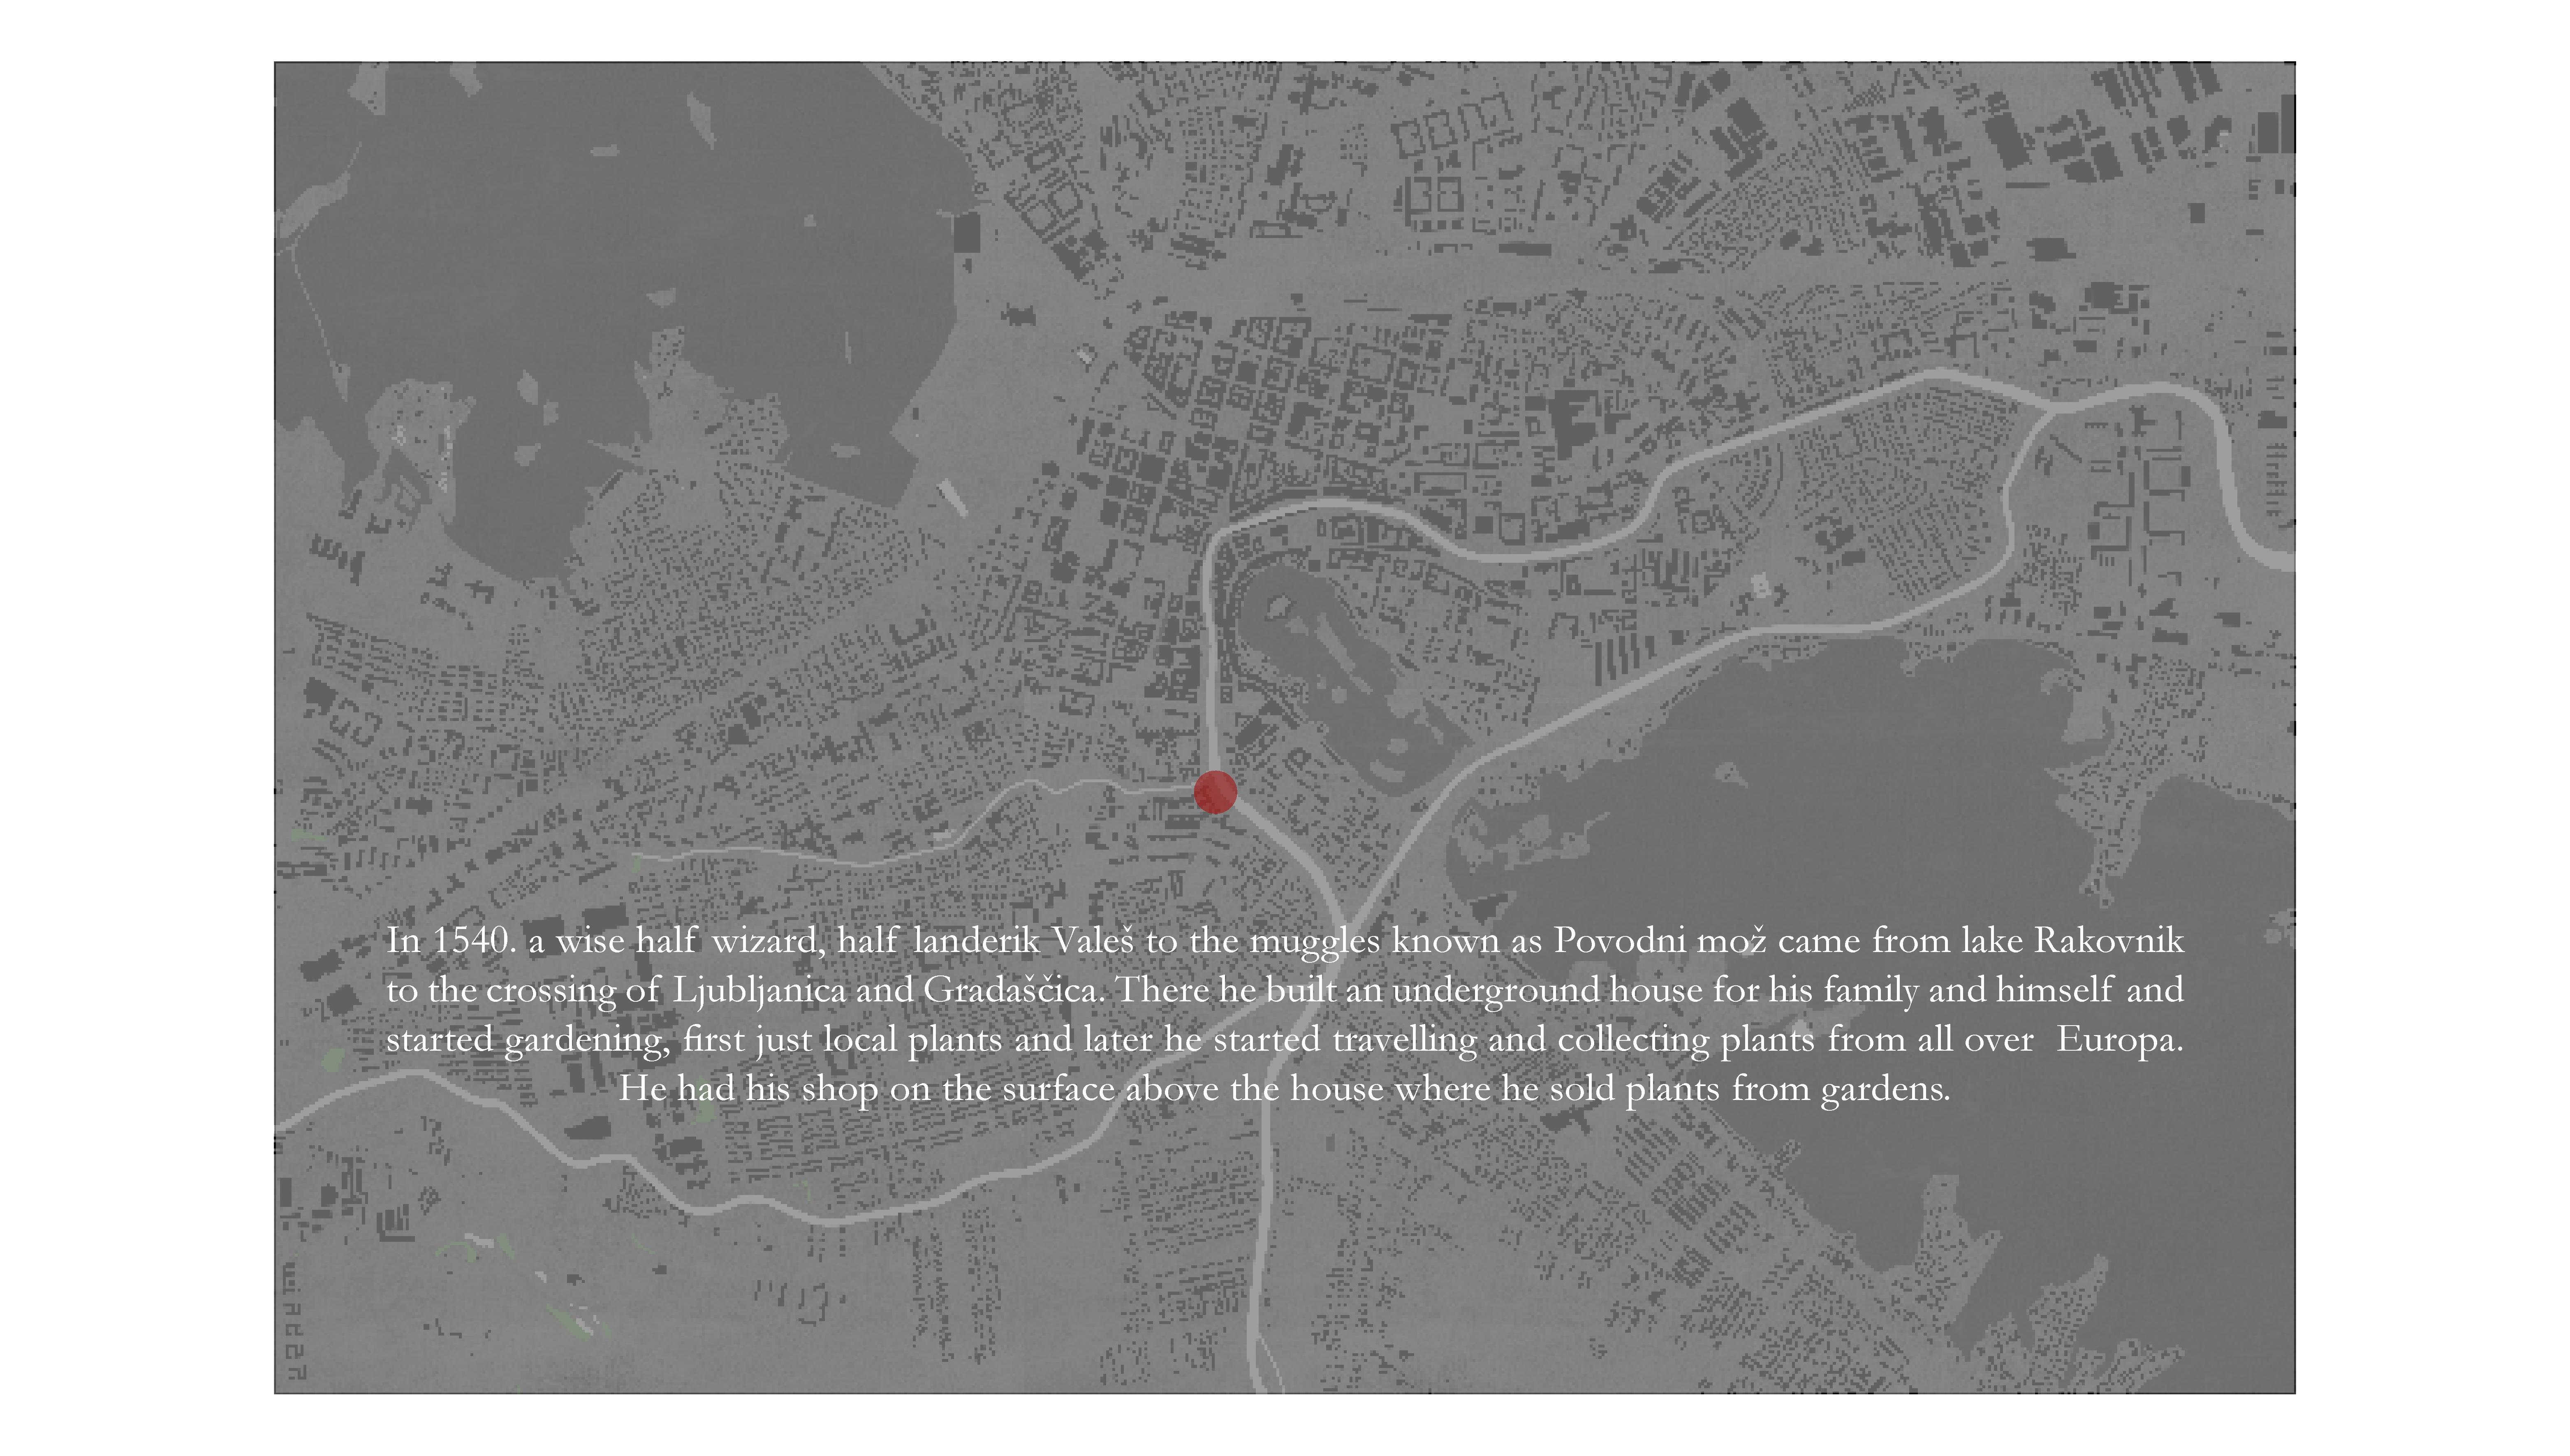 In 1540. a wise half wizard, half landerik Valeš to the muggles known as Povodni mož came from lake Rakovnik
to the crossing of Ljubljanica and Gradaščica. There he built an underground house for his family and himself and
started gardening, first just local plants and later he started travelling and collecting plants from all over Europa.
He had his shop on the surface above the house where he sold plants from gardens.